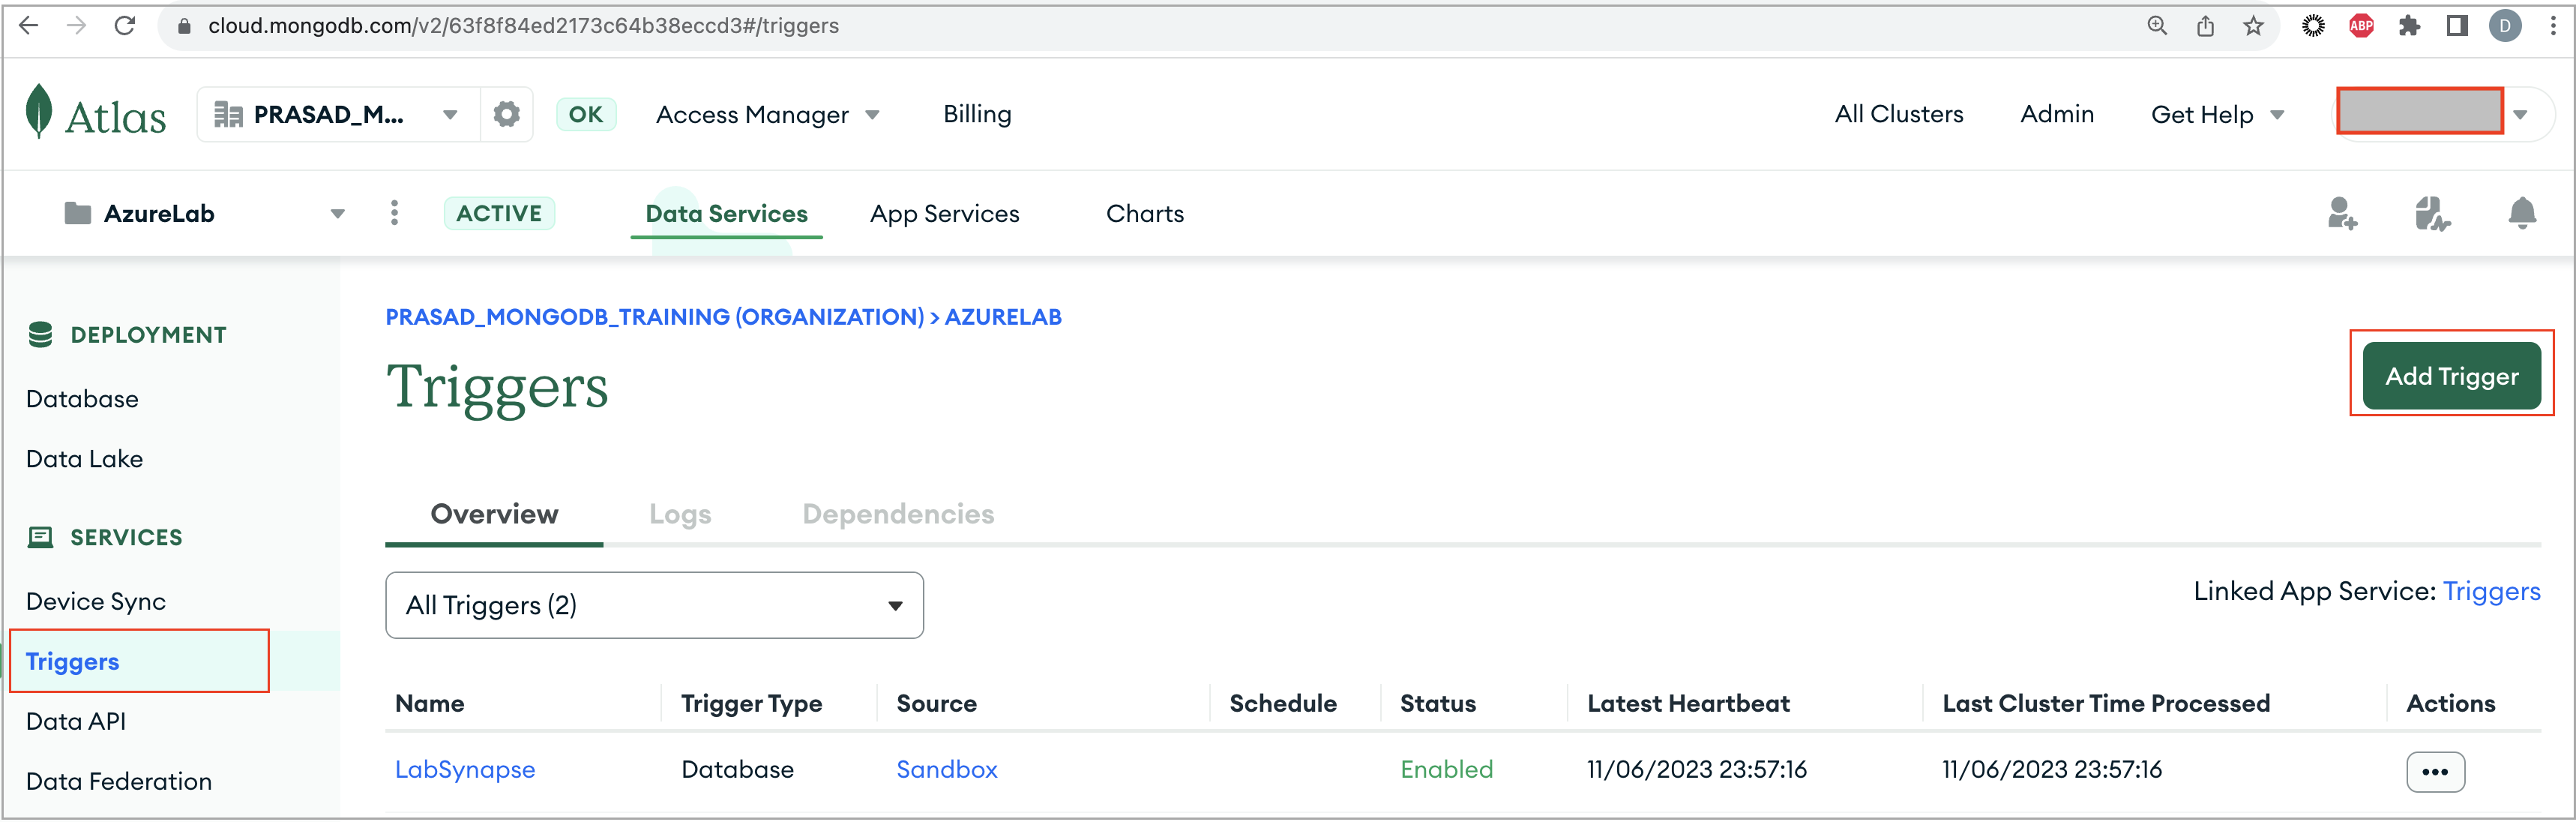 cloud.mongodb.com/v2/63f8f84ed2173c64b38eccd3#/triggers
ABP
D
Atlas
PRASAD_M...
OK
Access Manager
Billing
All Clusters
Admin
Get Help
AzureLab
ACTIVE
Data Services
App Services
Charts
DEPLOYMENT
Database
Data Lake
SERVICES
Device Sync
Triggers
Data API
Data Federation
PRASAD_MONGODB_TRAINING (ORGANIZATION) > AZURELAB
Triggers
Add Trigger
Overview
Logs
Dependencies
All Triggers (2)
Linked App Service: Triggers
Name Trigger Type Source Schedule Status Latest Heartbeat Last Cluster Time Processed Actions
LabSynapse Database Sandbox Enabled 11/06/2023 23:57:16 11/06/2023 23:57:16